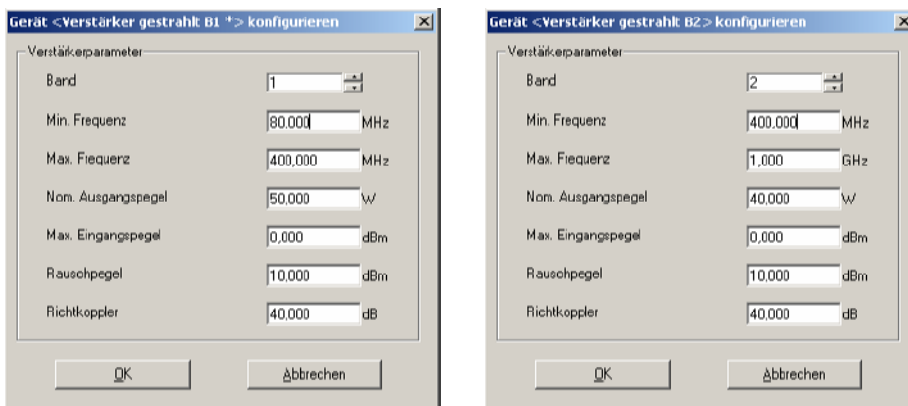 Gerät <Verstärker gestrahlt B1 *> konfigurieren
Verstärkerparameter
Band 1
Min. Frequenz 80.000 MHz
Max. Frequenz 400,000 MHz
Nom. Ausgangspegel 50,000 W
Max. Eingangspegel 0,000 dBm
Rauschpegel 10,000 dBm
Richtkoppler 40,000 dB
OK Abbrechen
Gerät <Verstärker gestrahlt B2> konfigurieren
Verstärkerparameter
Band 2
Min. Frequenz 400.000 MHz
Max. Frequenz 1,000 GHz
Nom. Ausgangspegel 40,000 W
Max. Eingangspegel 0,000 dBm
Rauschpegel 10,000 dBm
Richtkoppler 40,000 dB
OK Abbrechen